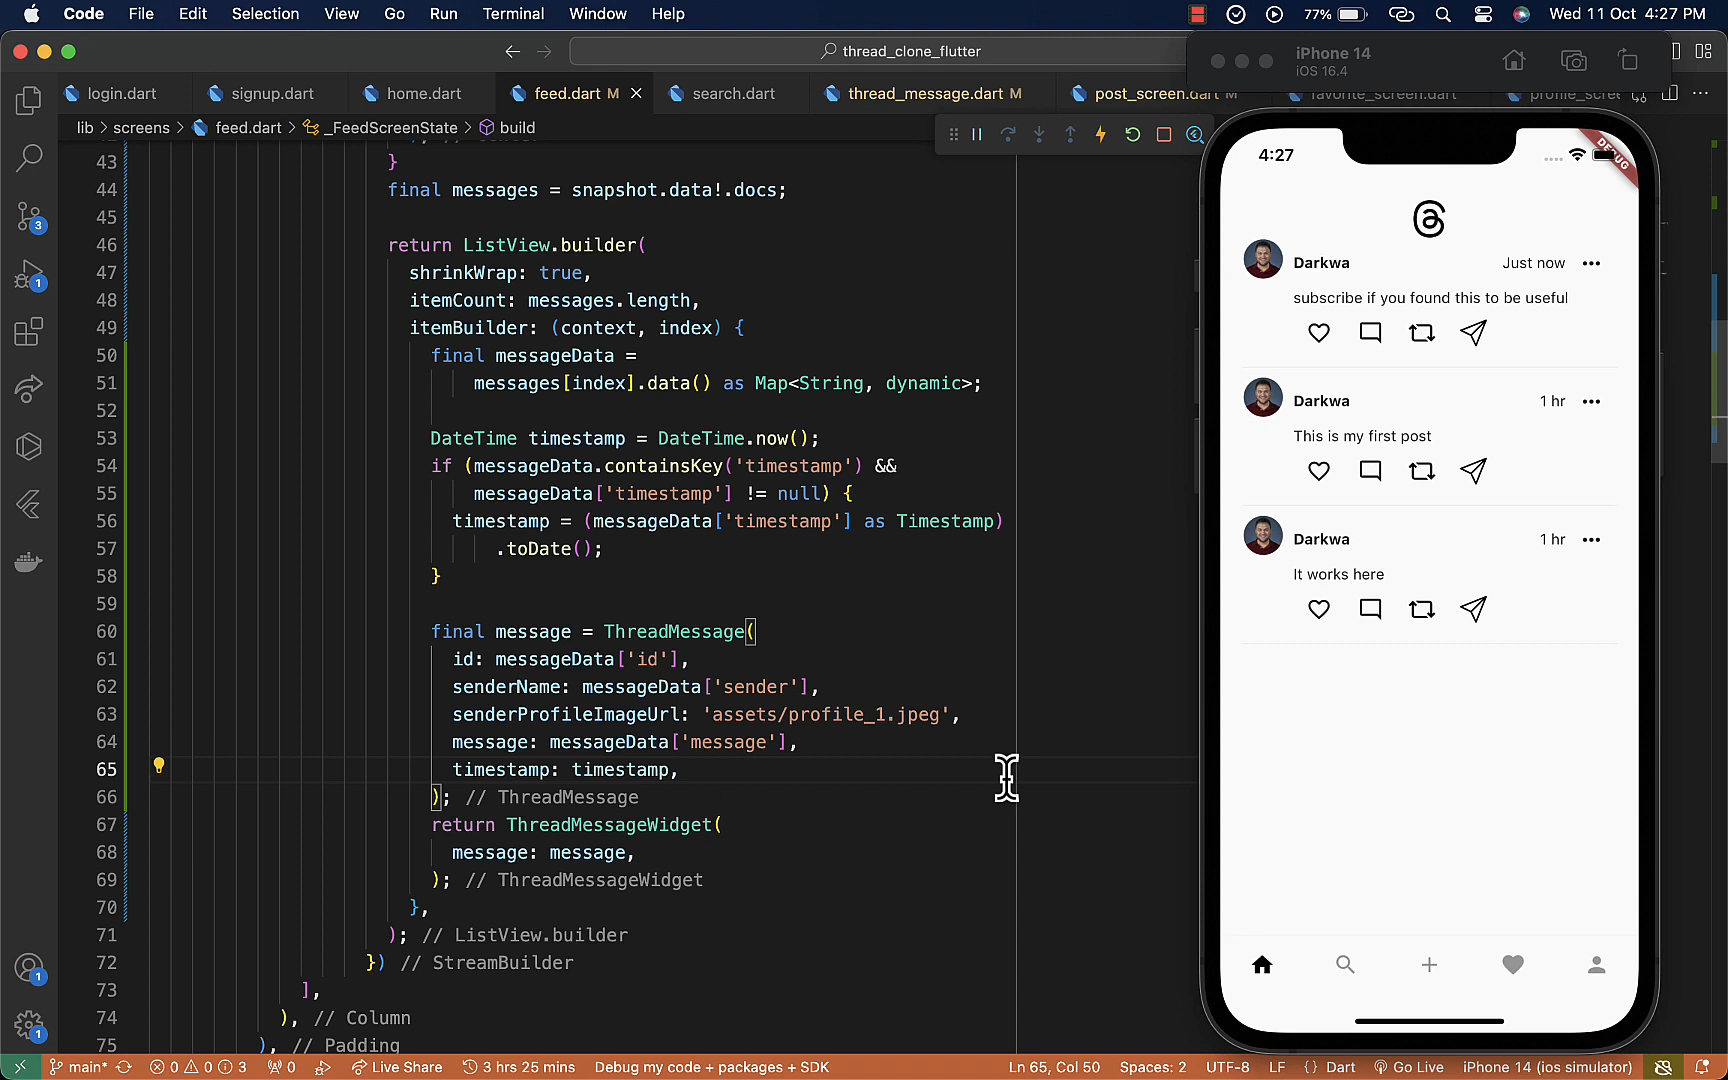 Code File Edit Selection View Go Run Terminal Window Help
77% Wed 11 Oct 4:27 PM
thread_clone_flutter
login.dart signup.dart home.dart feed.dart M search.dart thread_message.dart M post_screen.dart M favorite_screen.dart
lib > screens > feed.dart > _FeedScreenState > build
43 }
44 final messages = snapshot.data!.docs;
45
46 return ListView.builder(
47 shrinkWrap: true,
48 itemCount: messages.length,
49 itemBuilder: (context, index) {
50 final messageData =
51 messages[index].data() as Map<String, dynamic>;
52
53 DateTime timestamp = DateTime.now();
54 if (messageData.containsKey('timestamp') &&
55 messageData['timestamp'] != null) {
56 timestamp = (messageData['timestamp'] as Timestamp)
57 .toDate();
58 }
59
60 final message = ThreadMessage(
61 id: messageData['id'],
62 senderName: messageData['sender'],
63 senderProfileImageUrl: 'assets/profile_1.jpeg',
64 message: messageData['message'],
65 timestamp: timestamp,
66 ); // ThreadMessage
67 return ThreadMessageWidget(
68 message: message,
69 ); // ThreadMessageWidget
70 },
71 ); // ListView.builder
72 }) // StreamBuilder
73 ],
74 ), // Column
75 ), // Padding
3
1
1
1
iPhone 14
iOS 16.4
4:27
DEBUG
Darkwa Just now
subscribe if you found this to be useful
Darkwa 1 hr
This is my first post
Darkwa 1 hr
It works here
main* 0 0 3 0 Live Share 3 hrs 25 mins Debug my code + packages + SDK Ln 65, Col 50 Spaces: 2 UTF-8 LF {} Dart Go Live iPhone 14 (ios simulator)